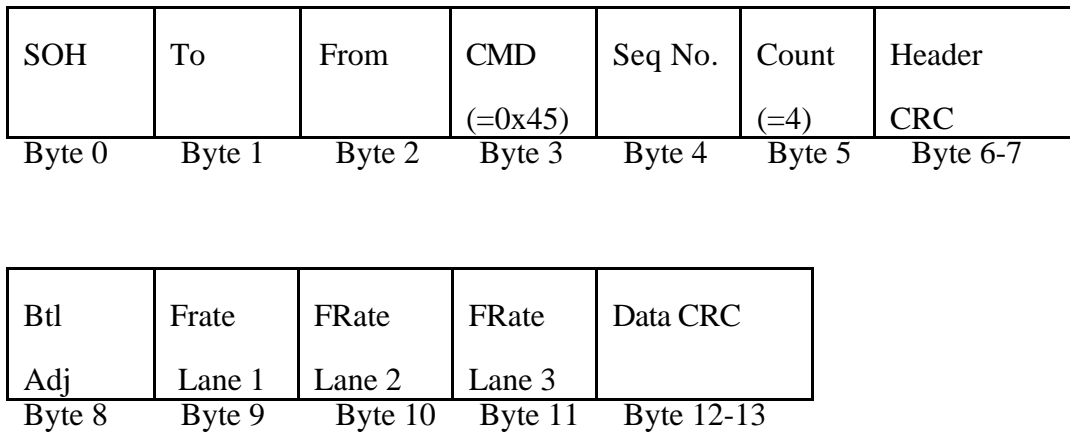 SOH To From CMD Seq No. Count Header
(=0x45) (=4) CRC
Byte 0 Byte 1 Byte 2 Byte 3 Byte 4 Byte 5 Byte 6-7
Btl Frate FRate FRate Data CRC
Adj Lane 1 Lane 2 Lane 3
Byte 8 Byte 9 Byte 10 Byte 11 Byte 12-13